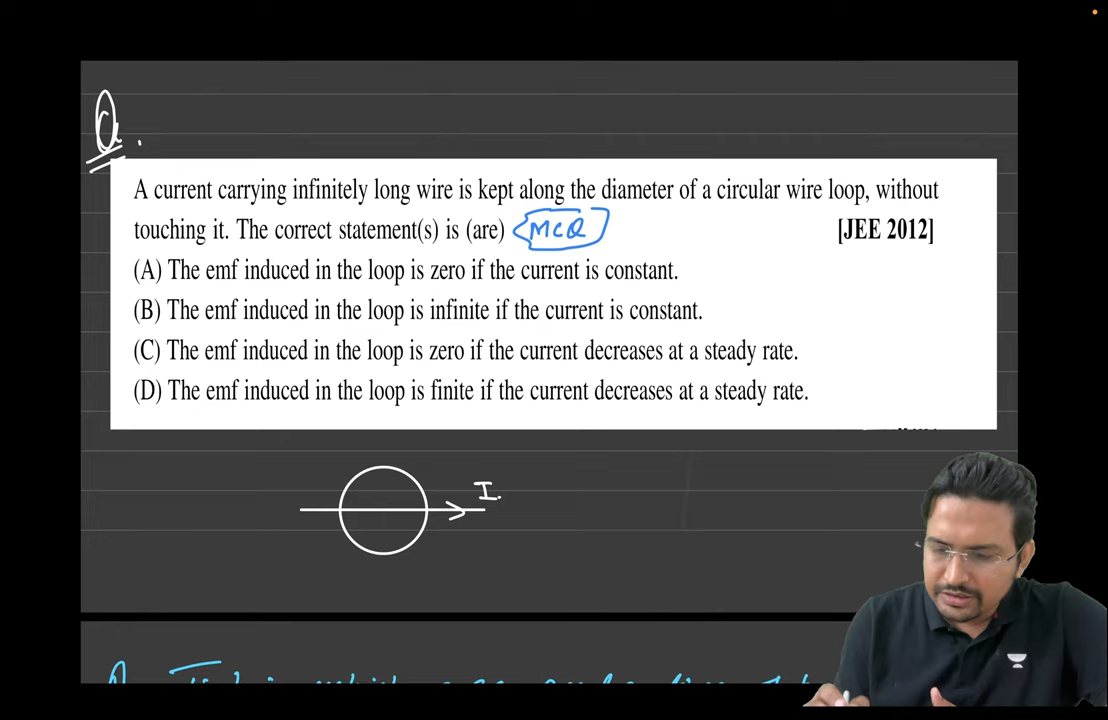 Q.
A current carrying infinitely long wire is kept along the diameter of a circular wire loop, without
touching it. The correct statement(s) is (are) MCQ [JEE 2012]
(A) The emf induced in the loop is zero if the current is constant.
(B) The emf induced in the loop is infinite if the current is constant.
(C) The emf induced in the loop is zero if the current decreases at a steady rate.
(D) The emf induced in the loop is finite if the current decreases at a steady rate.
I.